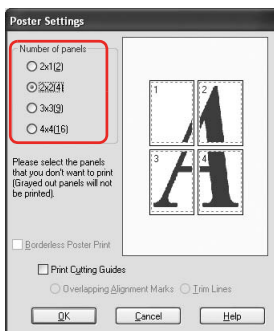 Poster Settings
Number of panels
2x1(2)
2x2(4)
3x3(9)
4x4(16)
1 2
3 4
Please select the panels
that you don't want to print
(Grayed out panels will not
be printed).
Borderless Poster Print
Print Cutting Guides
Overlapping Alignment Marks Trim Lines
OK Cancel Help